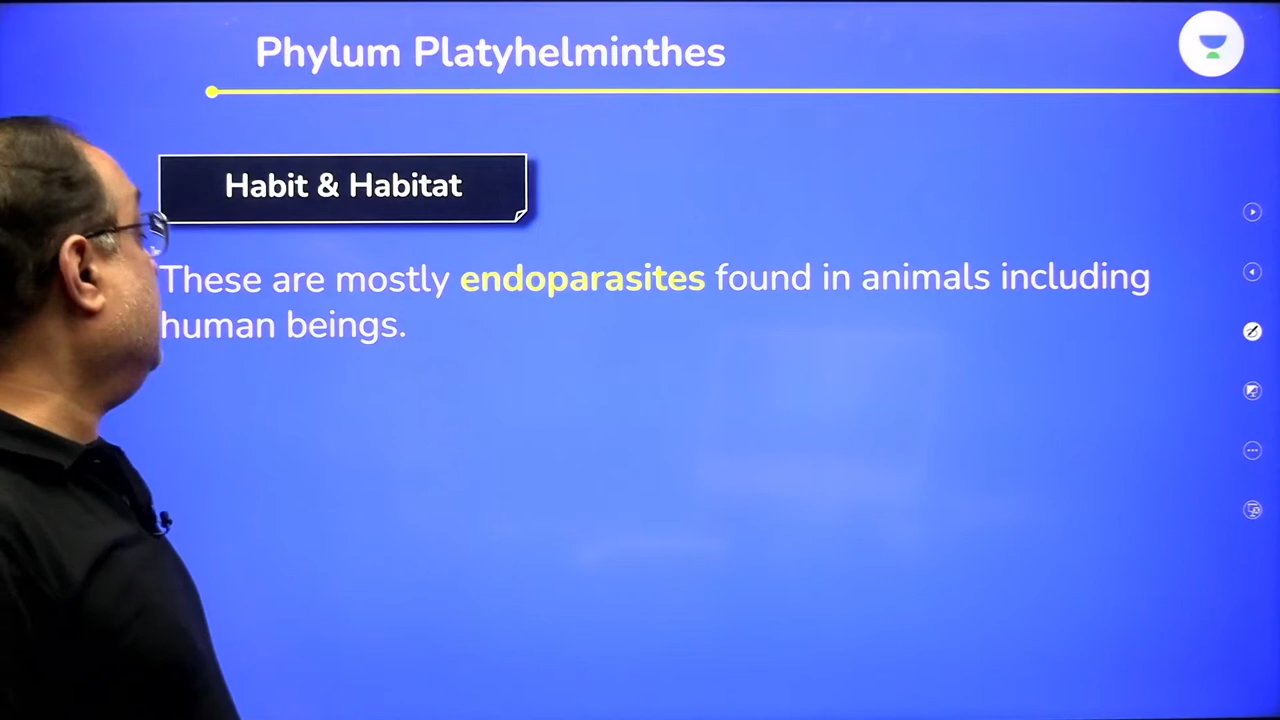 Phylum Platyhelminthes
Habit & Habitat
These are mostly endoparasites found in animals including
human beings.